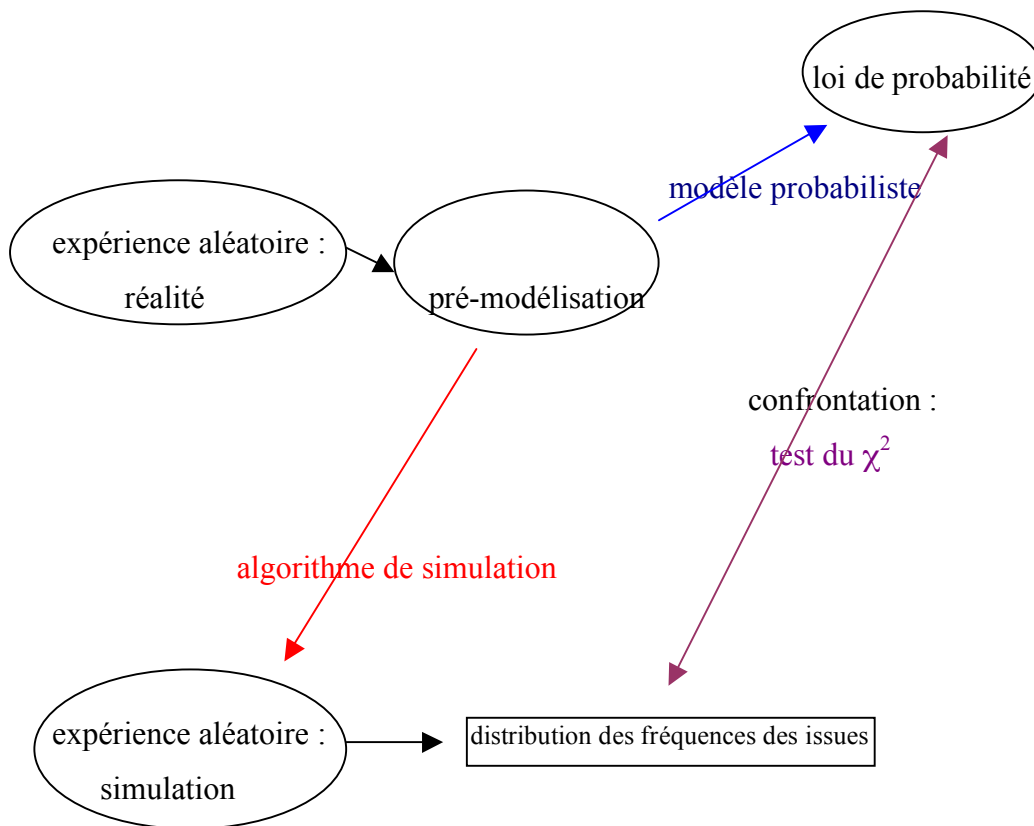 loi de probabilité
modèle probabiliste
expérience aléatoire :
réalité
pré-modélisation
confrontation :
test du χ²
algorithme de simulation
expérience aléatoire :
simulation
distribution des fréquences des issues